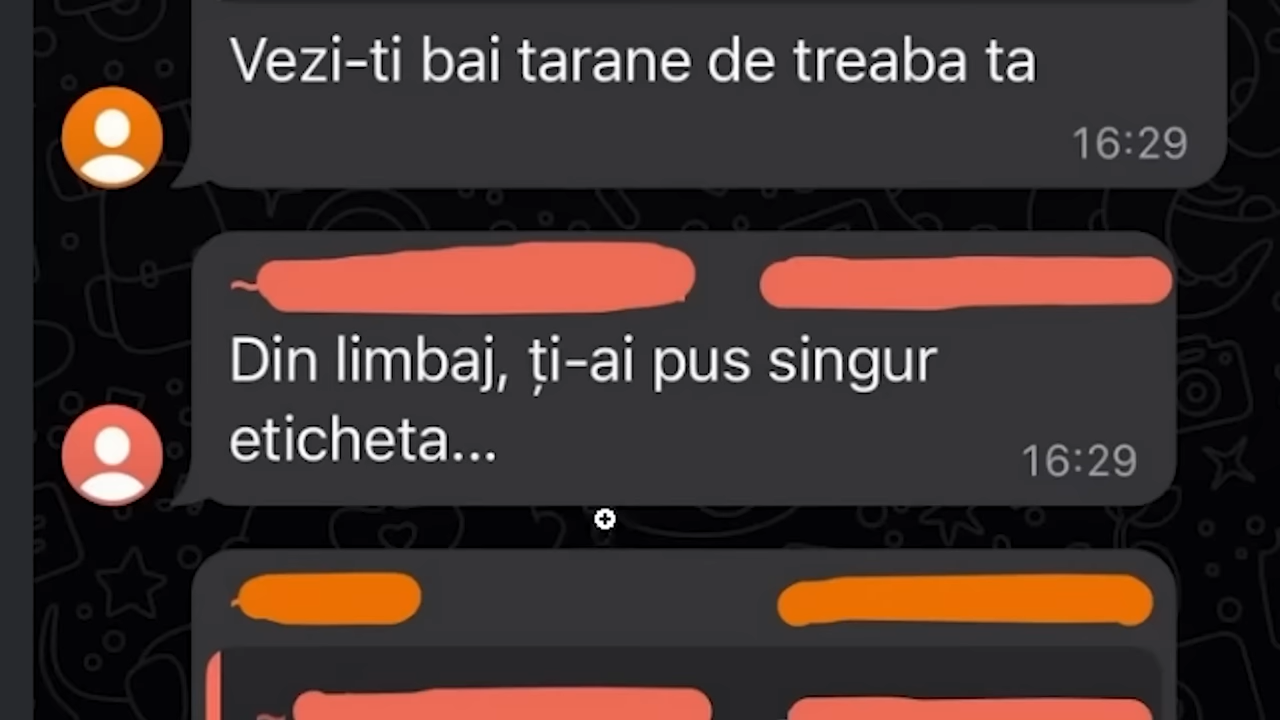 Vezi-ti bai tarane de treaba ta
16:29
Din limbaj, ți-ai pus singur
eticheta...
16:29